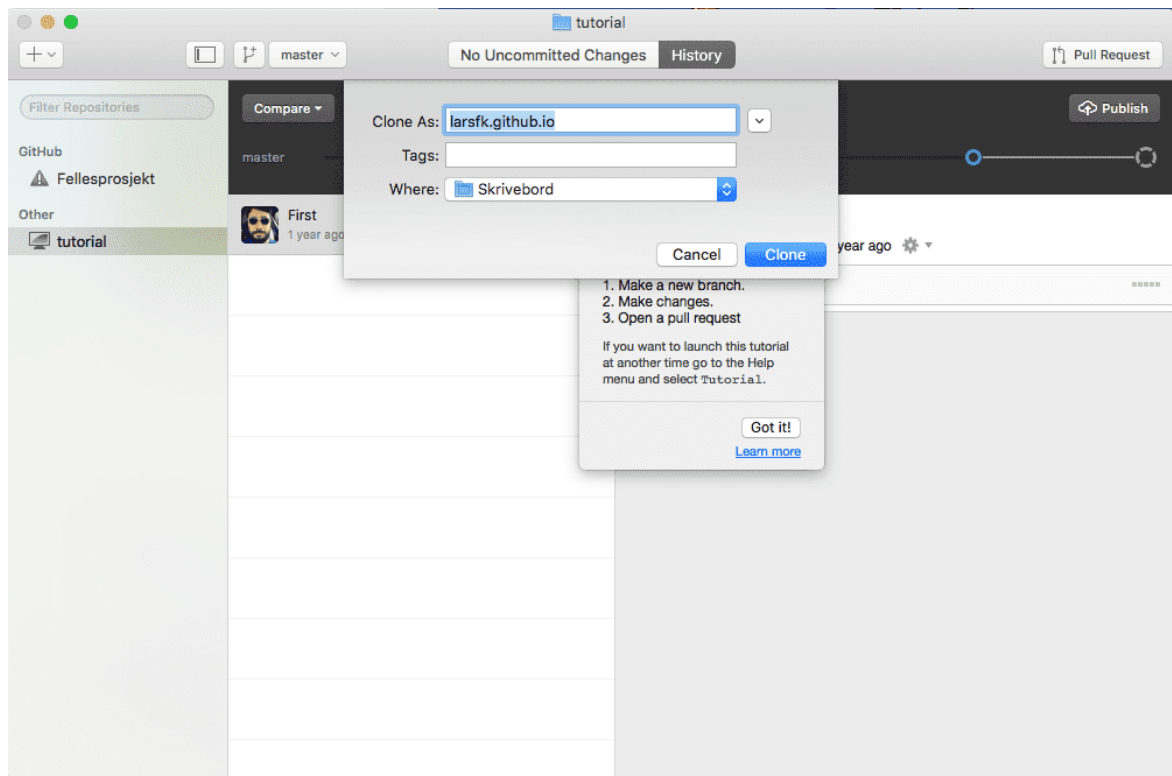 tutorial
master
No Uncommitted Changes
History
Pull Request
Filter Repositories
GitHub
Fellesprosjekt
Other
tutorial
Compare
master
Publish
Clone As: larsfk.github.io
Tags:
Where: Skrivebord
Cancel
Clone
First
1 year ago
year ago
1. Make a new branch.
2. Make changes.
3. Open a pull request
If you want to launch this tutorial
at another time go to the Help
menu and select Tutorial.
Got it!
Learn more